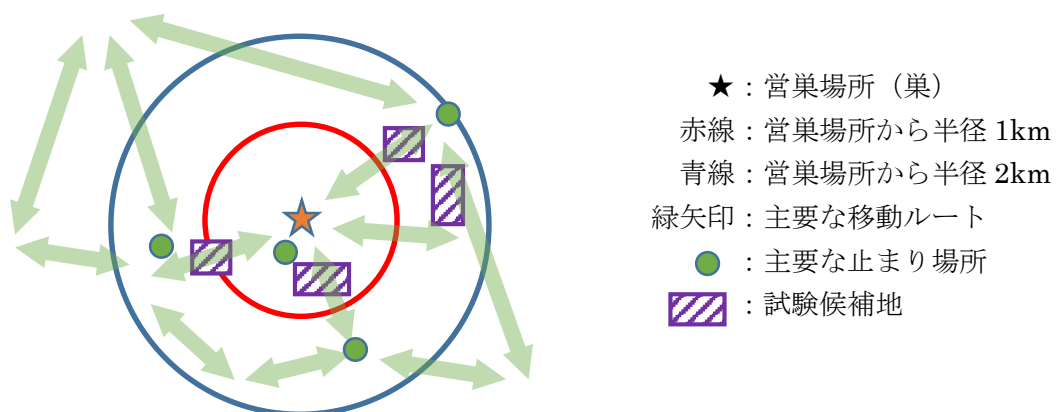 ★：営巣場所（巣）
赤線：営巣場所から半径 1km
青線：営巣場所から半径 2km
緑矢印：主要な移動ルート
：主要な止まり場所
：試験候補地